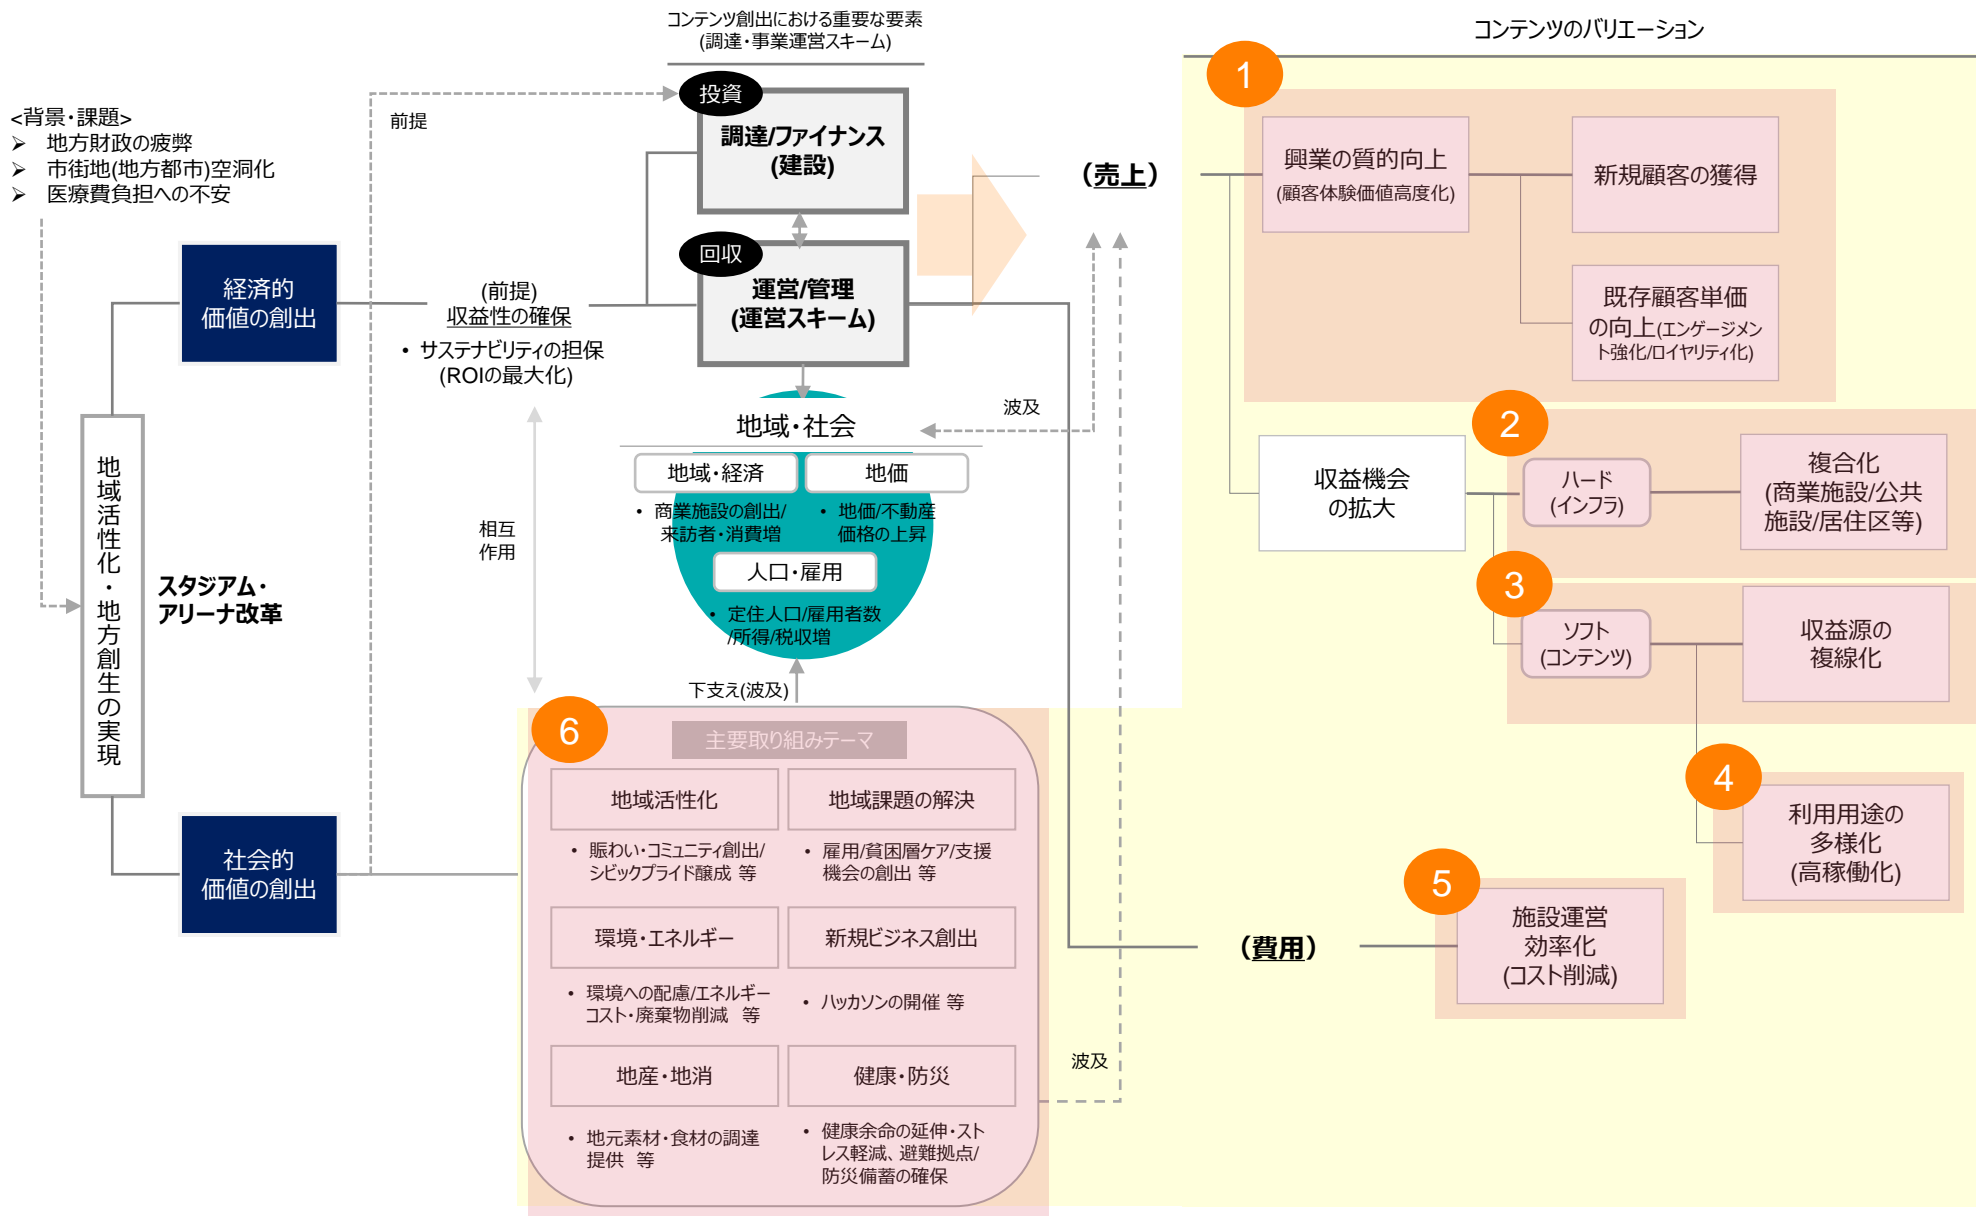 コンテンツ創出における重要な要素
(調達・事業運営スキーム)
コンテンツのバリエーション
<背景・課題>
➢ 地方財政の疲弊
➢ 市街地(地方都市)空洞化
➢ 医療費負担への不安
地域活性化・地方創生の実現
スタジアム・
アリーナ改革
経済的
価値の創出
社会的
価値の創出
前提
(前提)
収益性の確保
• サステナビリティの担保
(ROIの最大化)
相互
作用
投資
調達/ファイナンス
(建設)
回収
運営/管理
(運営スキーム)
地域・社会
地域・経済
• 商業施設の創出/
来訪者・消費増
地価
• 地価/不動産
価格の上昇
人口・雇用
• 定住人口/雇用者数
/所得/税収増
下支え(波及)
波及
6
主要取り組みテーマ
地域活性化
• 賑わい・コミュニティ創出/
シビックプライド醸成 等
地域課題の解決
• 雇用/貧困層ケア/支援
機会の創出 等
環境・エネルギー
• 環境への配慮/エネルギー
コスト・廃棄物削減 等
新規ビジネス創出
• ハッカソンの開催 等
地産・地消
• 地元素材・食材の調達
提供 等
健康・防災
• 健康余命の延伸・スト
レス軽減、避難拠点/
防災備蓄の確保
波及
(売上)
1
興業の質的向上
(顧客体験価値高度化)
新規顧客の獲得
既存顧客単価
の向上(エンゲージメン
ト強化/ロイヤリティ化)
収益機会
の拡大
2
ハード
(インフラ)
複合化
(商業施設/公共
施設/居住区等)
3
ソフト
(コンテンツ)
収益源の
複線化
4
利用用途の
多様化
(高稼働化)
(費用)
5
施設運営
効率化
(コスト削減)